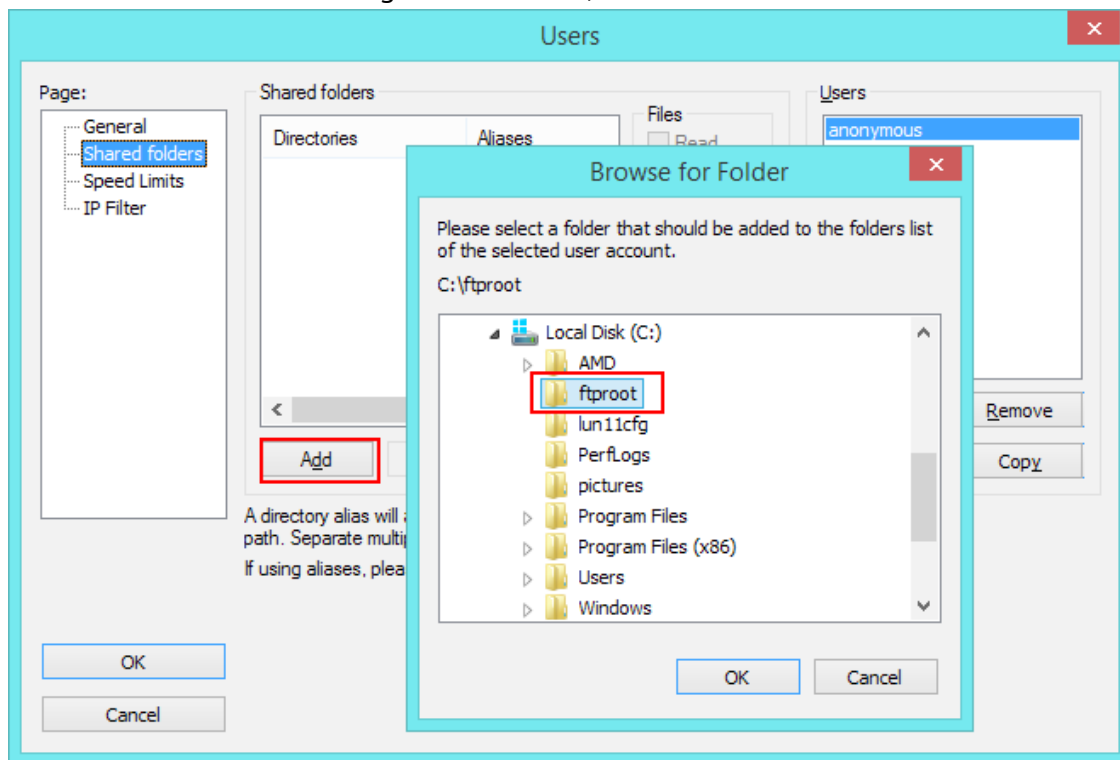 Users
Page:
General
Shared folders
Speed Limits
IP Filter
OK
Cancel
Shared folders
Directories
Aliases
Files
Read
Add
A directory alias will
path. Separate
If using aliases,
Users
anonymous
Remove
Copy
Browse for Folder
Please select a folder that should be added to the folders list
of the selected user account.
C:\ftproot
Local Disk (C:)
AMD
ftproot
lun11cfg
PerfLogs
pictures
Program Files
Program Files (x86)
Users
Windows
OK
Cancel